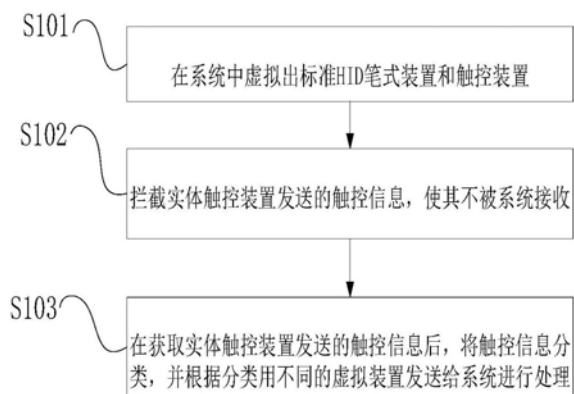 S101
在系统中虚拟出标准HID笔式装置和触控装置
S102
拦截实体触控装置发送的触控信息，使其不被系统接收
S103
在获取实体触控装置发送的触控信息后，将触控信息分
类，并根据分类用不同的虚拟装置发送给系统进行处理